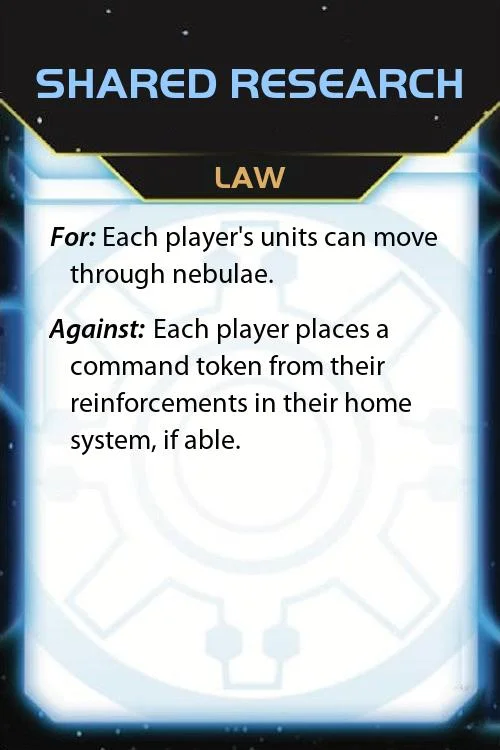 SHARED RESEARCH
LAW
For: Each player's units can move
through nebulae.
Against: Each player places a
command token from their
reinforcements in their home
system, if able.